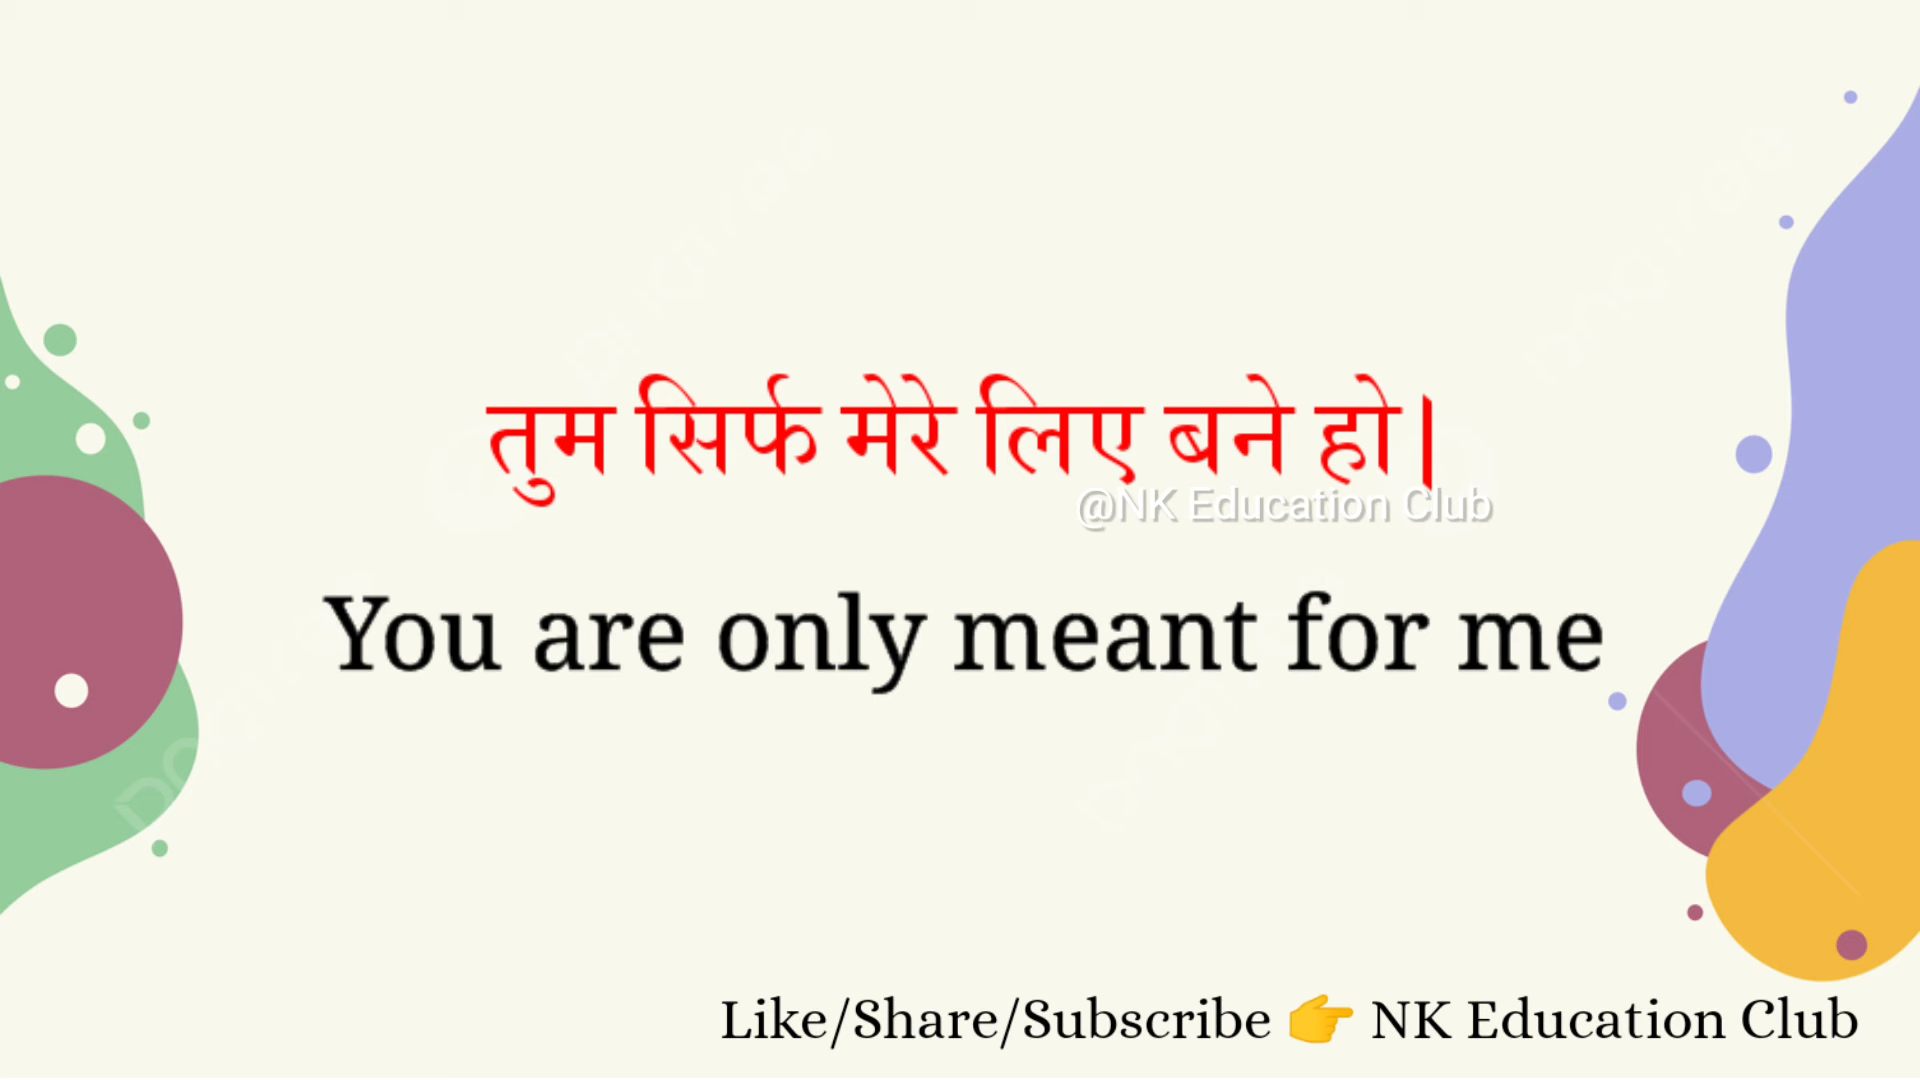 तुम सिर्फ मेरे लिए बने हो|
@NK Education Club
You are only meant for me
Like/Share/Subscribe 👉 NK Education Club